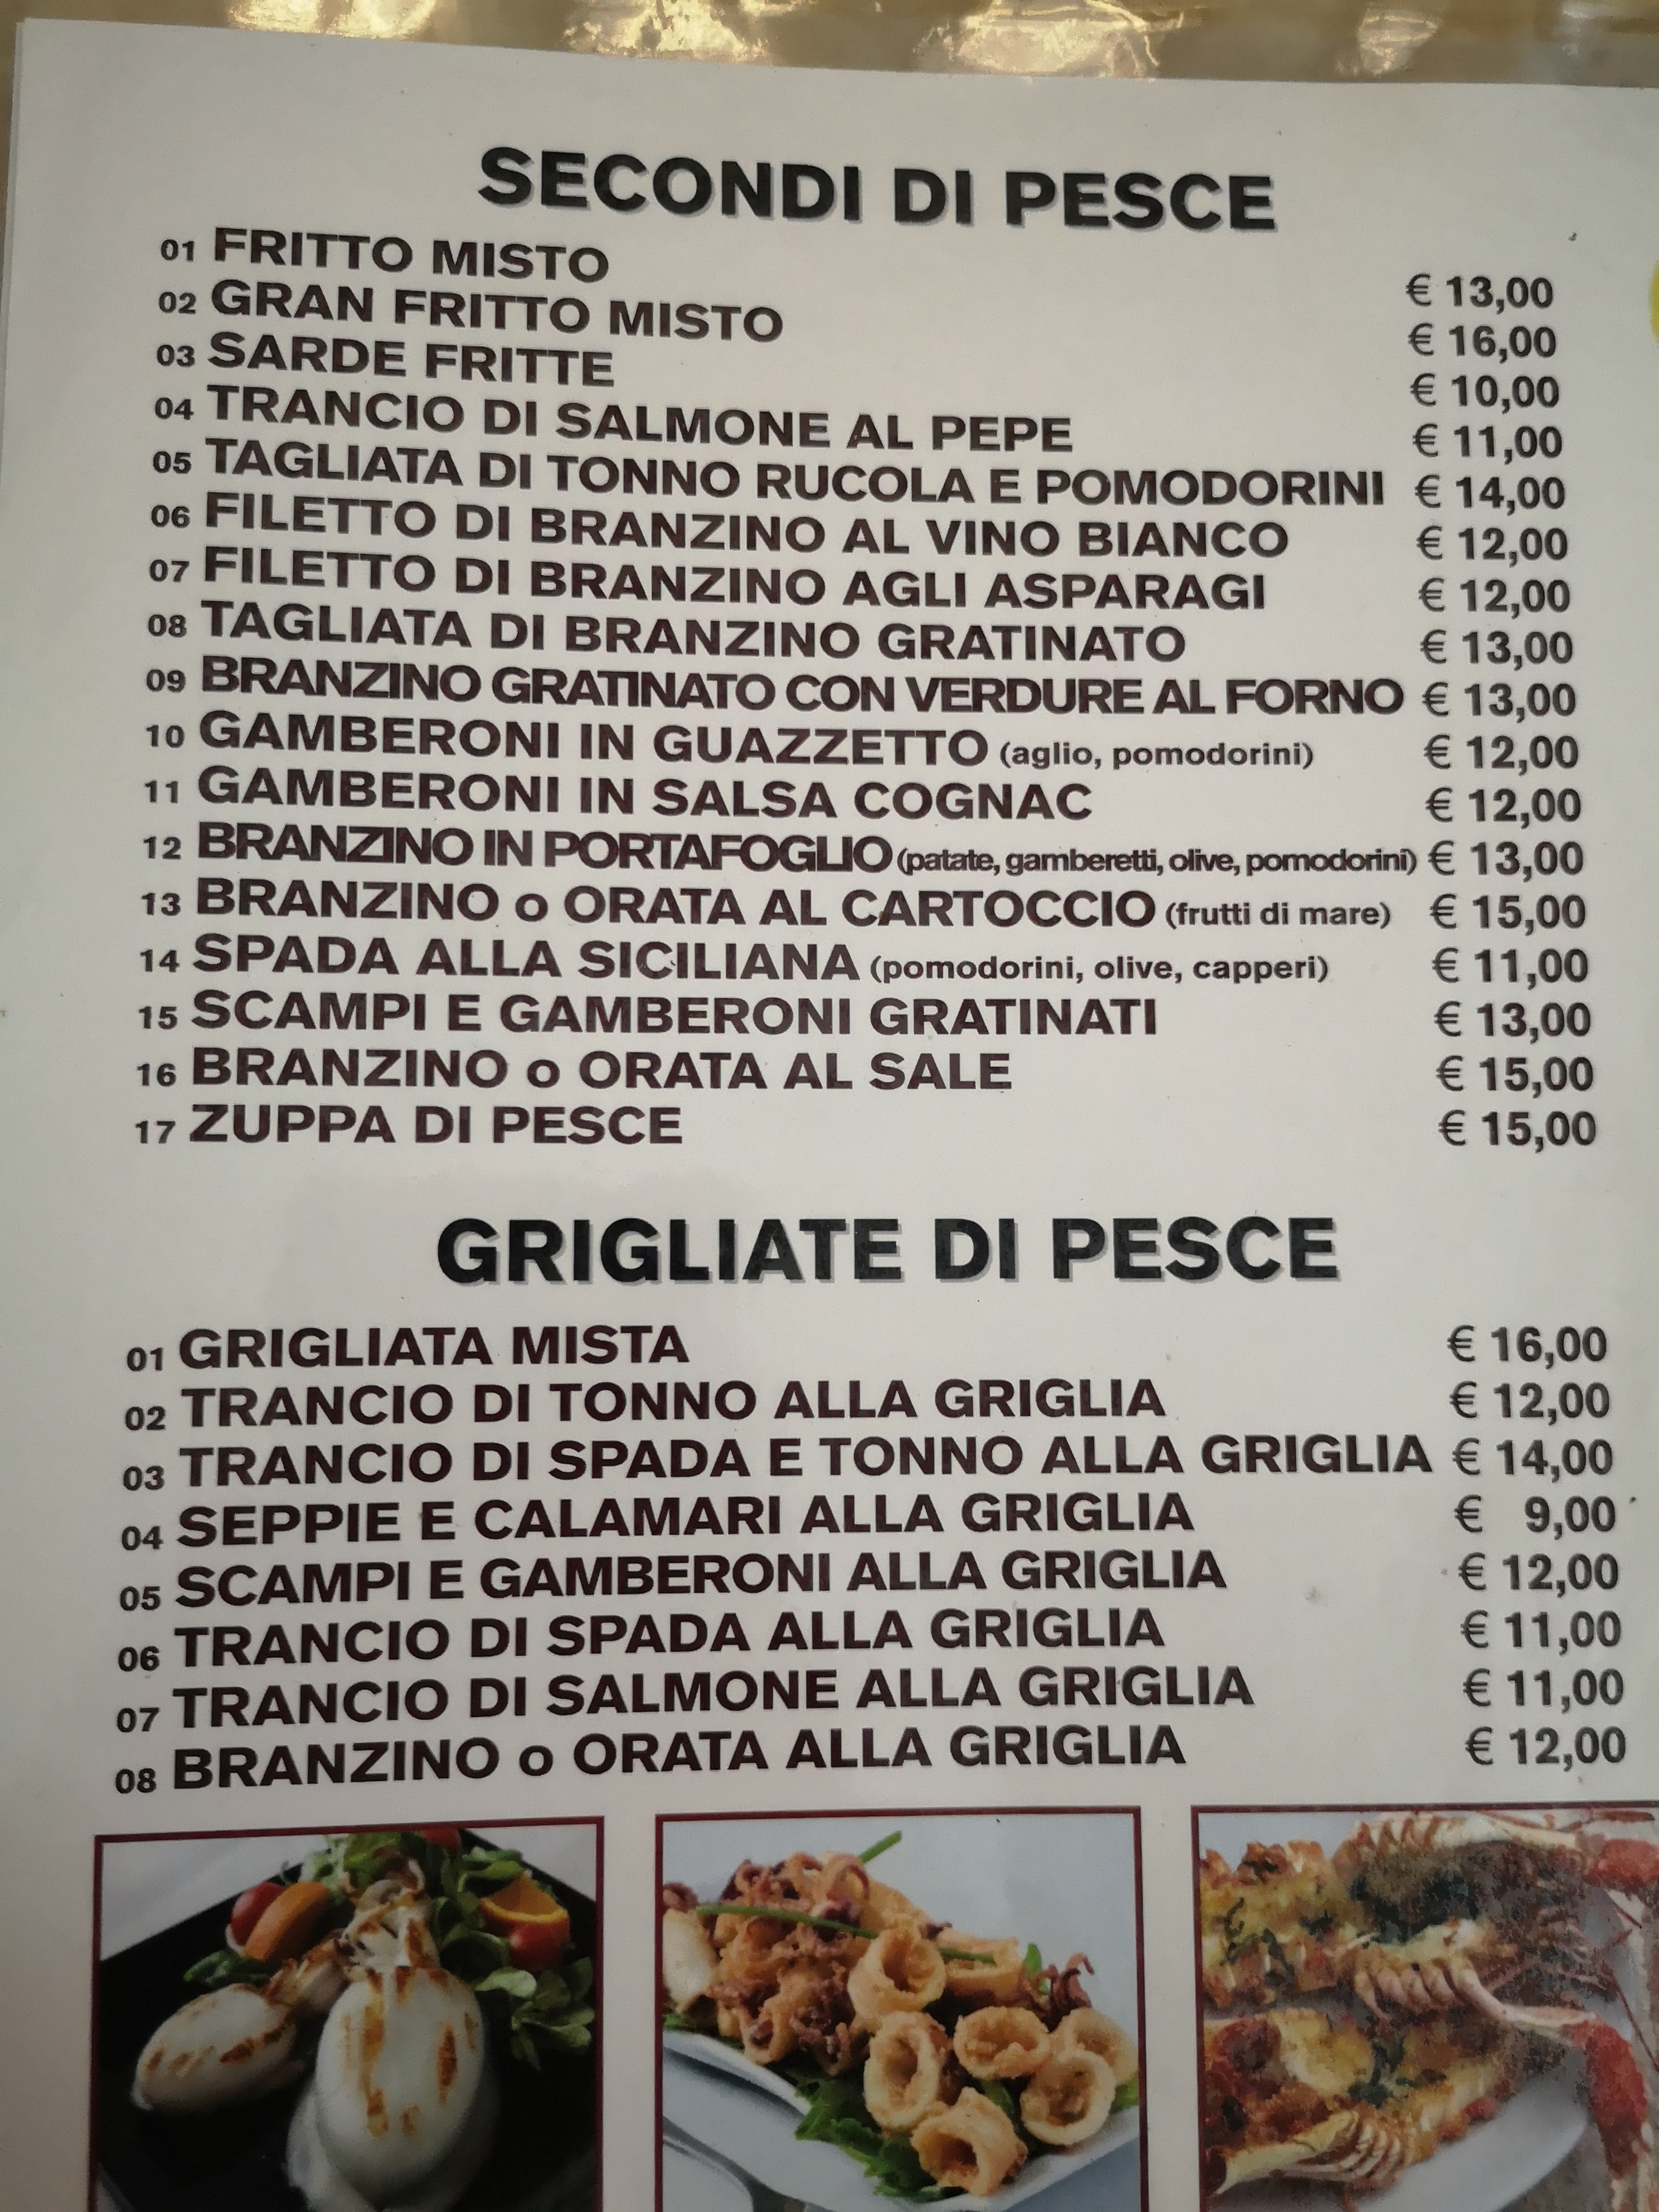 SECONDI DI PESCE
01 FRITTO MISTO € 13,00
02 GRAN FRITTO MISTO € 16,00
03 SARDE FRITTE € 10,00
04 TRANCIO DI SALMONE AL PEPE € 11,00
05 TAGLIATA DI TONNO RUCOLA E POMODORINI € 14,00
06 FILETTO DI BRANZINO AL VINO BIANCO € 12,00
07 FILETTO DI BRANZINO AGLI ASPARAGI € 12,00
08 TAGLIATA DI BRANZINO GRATINATO € 13,00
09 BRANZINO GRATINATO CON VERDURE AL FORNO € 13,00
10 GAMBERONI IN GUAZZETTO (aglio, pomodorini) € 12,00
11 GAMBERONI IN SALSA COGNAC € 12,00
12 BRANZINO IN PORTAFOGLIO (patate, gamberetti, olive, pomodorini) € 13,00
13 BRANZINO o ORATA AL CARTOCCIO (frutti di mare) € 15,00
14 SPADA ALLA SICILIANA (pomodorini, olive, capperi) € 11,00
15 SCAMPI E GAMBERONI GRATINATI € 13,00
16 BRANZINO o ORATA AL SALE € 15,00
17 ZUPPA DI PESCE € 15,00
GRIGLIATE DI PESCE
01 GRIGLIATA MISTA € 16,00
02 TRANCIO DI TONNO ALLA GRIGLIA € 12,00
03 TRANCIO DI SPADA E TONNO ALLA GRIGLIA € 14,00
04 SEPPIE E CALAMARI ALLA GRIGLIA € 9,00
05 SCAMPI E GAMBERONI ALLA GRIGLIA € 12,00
06 TRANCIO DI SPADA ALLA GRIGLIA € 11,00
07 TRANCIO DI SALMONE ALLA GRIGLIA € 11,00
08 BRANZINO o ORATA ALLA GRIGLIA € 12,00